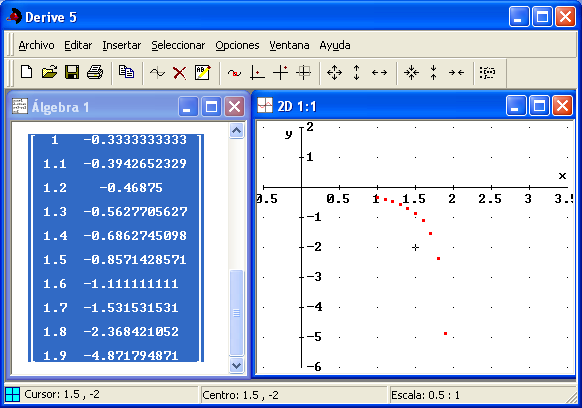 Derive 5
Archivo Editar Insertar Seleccionar Opciones Ventana Ayuda
Álgebra 1
1 -0.3333333333
1.1 -0.3942652329
1.2 -0.46875
1.3 -0.5627705627
1.4 -0.6862745098
1.5 -0.8571428571
1.6 -1.111111111
1.7 -1.531531531
1.8 -2.368421052
1.9 -4.871794871
2D 1:1
y
2
1
x
0.5 0.5 1 1.5 2 2.5 3 3.5
-1
-2
-3
-4
-5
-6
Cursor: 1.5 , -2
Centro: 1.5 , -2
Escala: 0.5 : 1